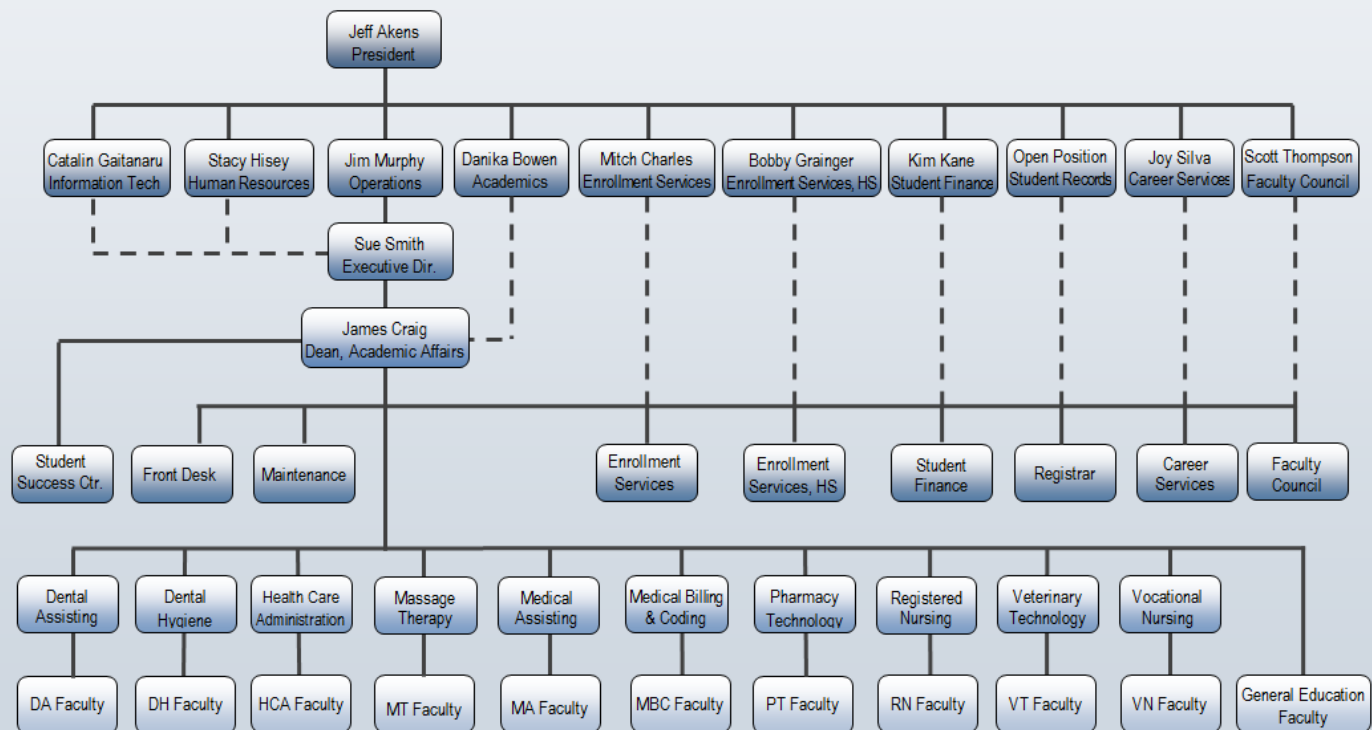 Jeff Akens
President
Catalin Gaitanaru
Information Tech
Stacy Hisey
Human Resources
Jim Murphy
Operations
Danika Bowen
Academics
Mitch Charles
Enrollment Services
Bobby Grainger
Enrollment Services, HS
Kim Kane
Student Finance
Open Position
Student Records
Joy Silva
Career Services
Scott Thompson
Faculty Council
Sue Smith
Executive Dir.
James Craig
Dean, Academic Affairs
Student
Success Ctr.
Front Desk
Maintenance
Enrollment
Services
Enrollment
Services, HS
Student
Finance
Registrar
Career
Services
Faculty
Council
Dental
Assisting
Dental
Hygiene
Health Care
Administration
Massage
Therapy
Medical
Assisting
Medical Billing
& Coding
Pharmacy
Technology
Registered
Nursing
Veterinary
Technology
Vocational
Nursing
DA Faculty
DH Faculty
HCA Faculty
MT Faculty
MA Faculty
MBC Faculty
PT Faculty
RN Faculty
VT Faculty
VN Faculty
General Education
Faculty